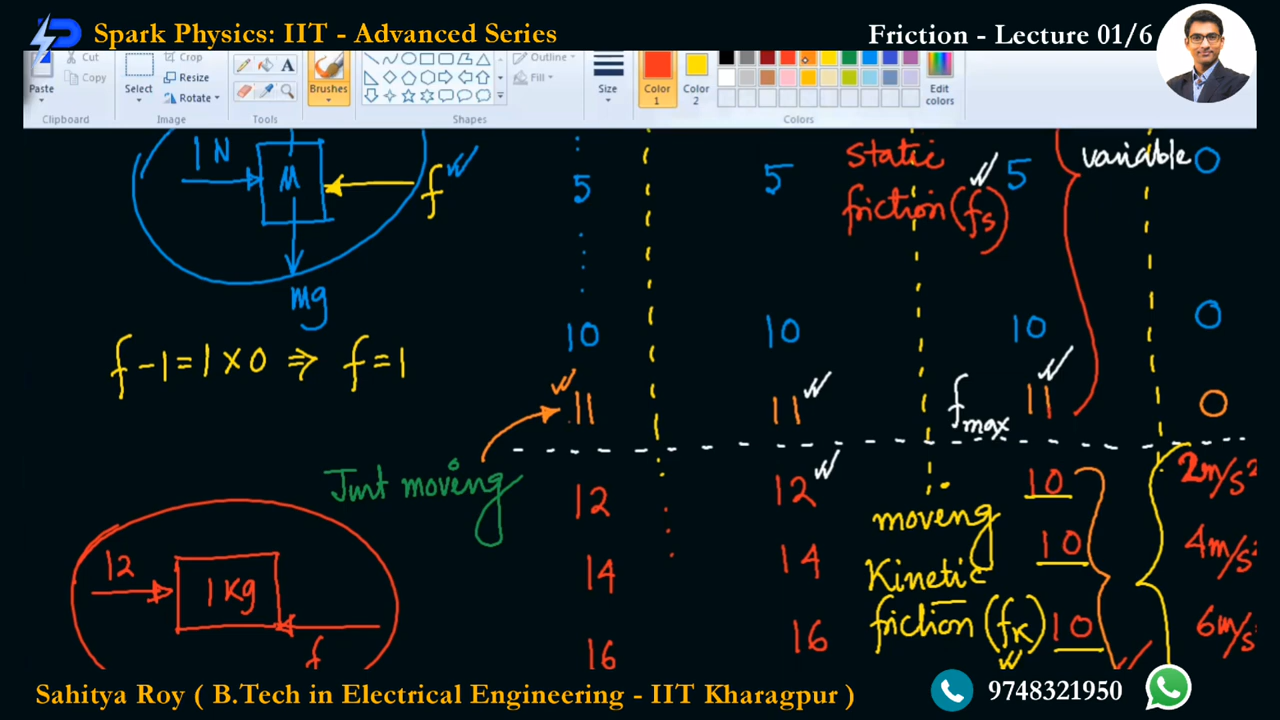 Spark Physics: IIT - Advanced Series
Friction - Lecture 01/6
Paste
Cut
Copy
Clipboard
Select
Crop
Resize
Rotate
Image
Tools
Brushes
Shapes
Outline
Fill
Size
Color 1
Color 2
Colors
Edit colors
1 N
M
f
mg
f - 1 = 1 × 0 ⇒ f = 1
5 5 static friction (fs) 5 variable 0
10 10 10 0
11 11 fmax 11 0
Just moving
12 12 10 2m/s²
moving
14 14 10 4m/s²
Kinetic
friction (fK)
16 16 10 6m/s
12
1 Kg
f
Sahitya Roy ( B.Tech in Electrical Engineering - IIT Kharagpur )
9748321950